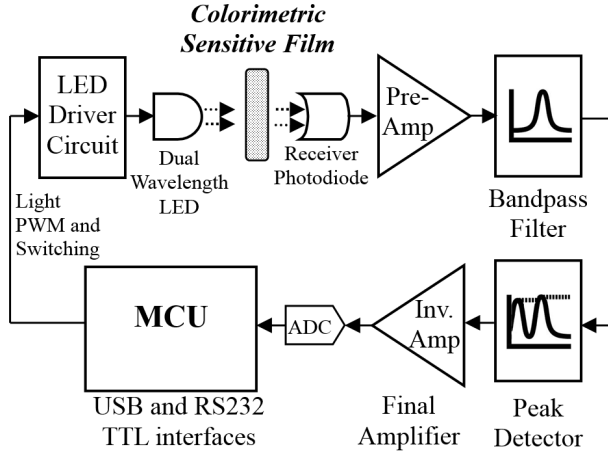 Colorimetric
Sensitive Film
LED
Driver
Circuit
Dual
Wavelength
LED
Receiver
Photodiode
Pre-
Amp
Bandpass
Filter
Light
PWM and
Switching
MCU
USB and RS232
TTL interfaces
ADC
Inv.
Amp
Final
Amplifier
Peak
Detector